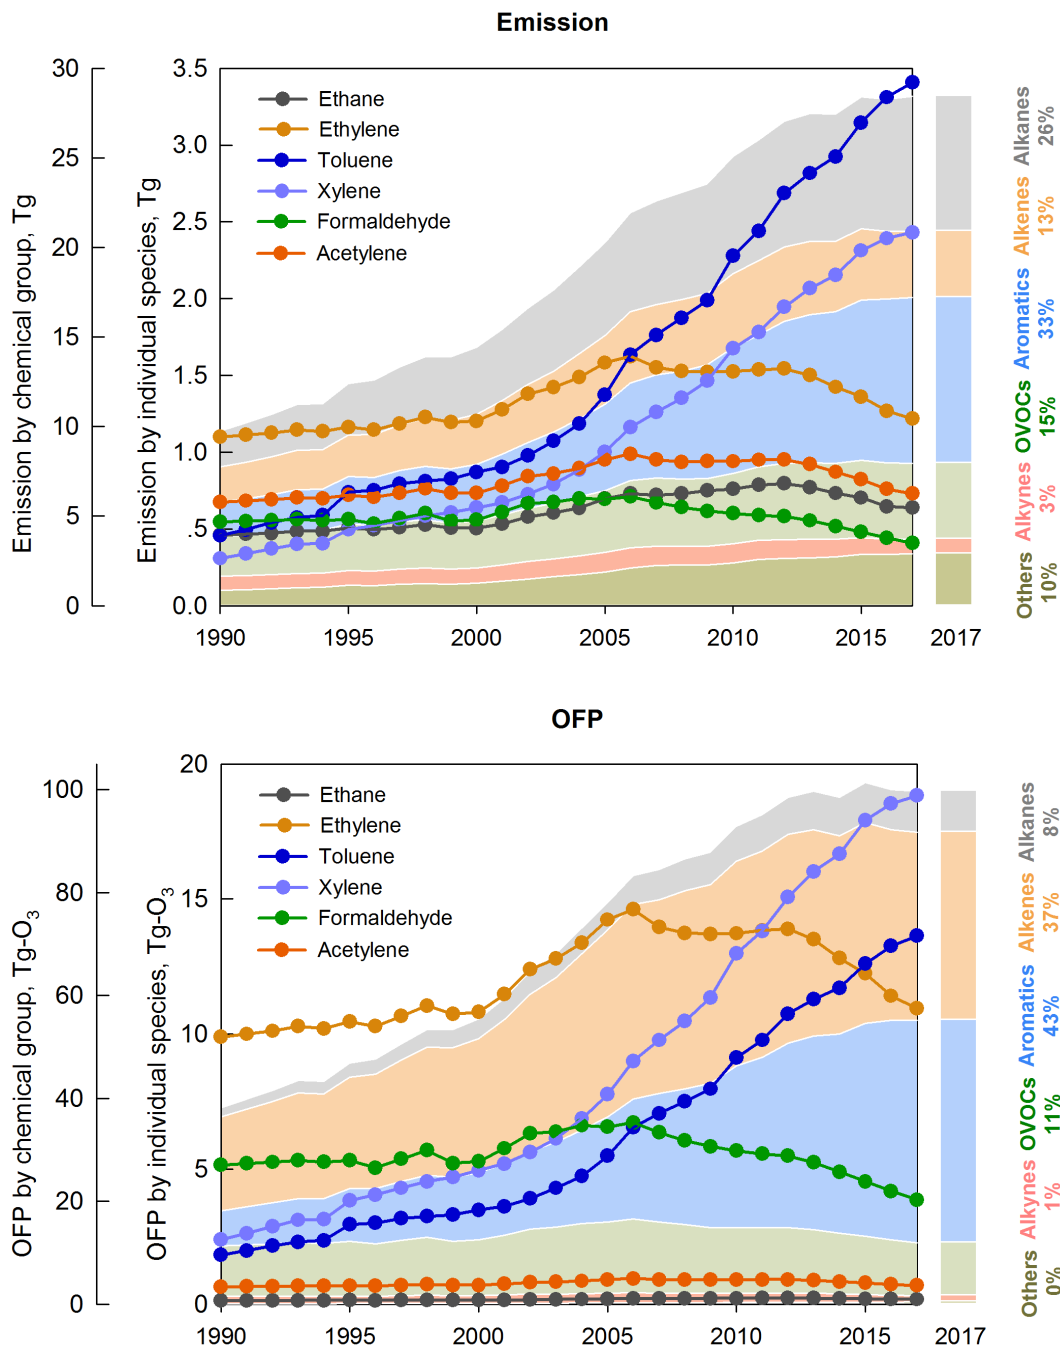 Emission
30
25
20
15
10
5
0
Emission by chemical group, Tg
3.5
3.0
2.5
2.0
1.5
1.0
.5
0.0
Emission by individual species, Tg
Ethane
Ethylene
Toluene
Xylene
Formaldehyde
Acetylene
1990
1995
2000
2005
2010
2015
2017
Alkanes
26%
Alkenes
13%
Aromatics
33%
OVOCs
15%
Alkynes
3%
Others
10%
OFP
100
80
60
40
20
0
OFP by chemical group, Tg-O3
20
15
10
5
0
OFP by individual species, Tg-O3
Ethane
Ethylene
Toluene
Xylene
Formaldehyde
Acetylene
1990
1995
2000
2005
2010
2015
2017
Alkanes
8%
Alkenes
37%
Aromatics
43%
OVOCs
11%
Alkynes
1%
Others
0%